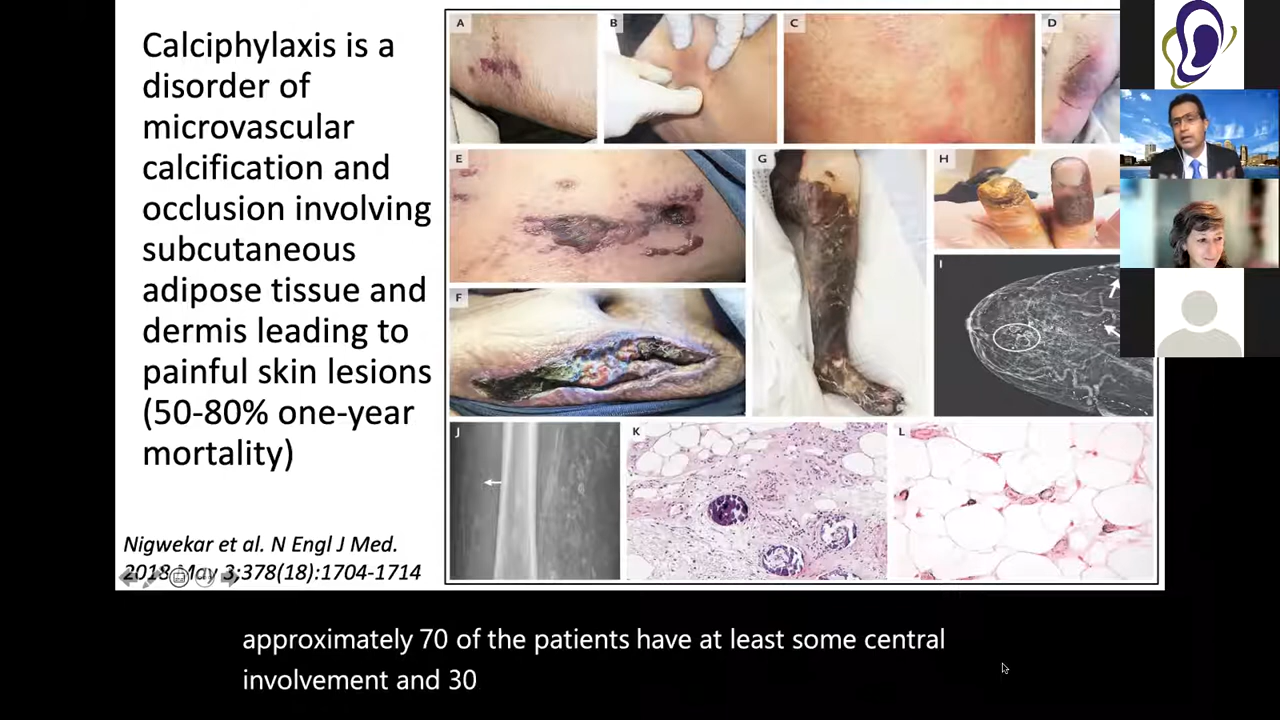 Calciphylaxis is a
disorder of
microvascular
calcification and
occlusion involving
subcutaneous
adipose tissue and
dermis leading to
painful skin lesions
(50-80% one-year
mortality)
Nigwekar et al. N Engl J Med.
2018 May 3;378(18):1704-1714
A
B
C
D
E
F
G
H
I
J
K
L
approximately 70 of the patients have at least some central
involvement and 30